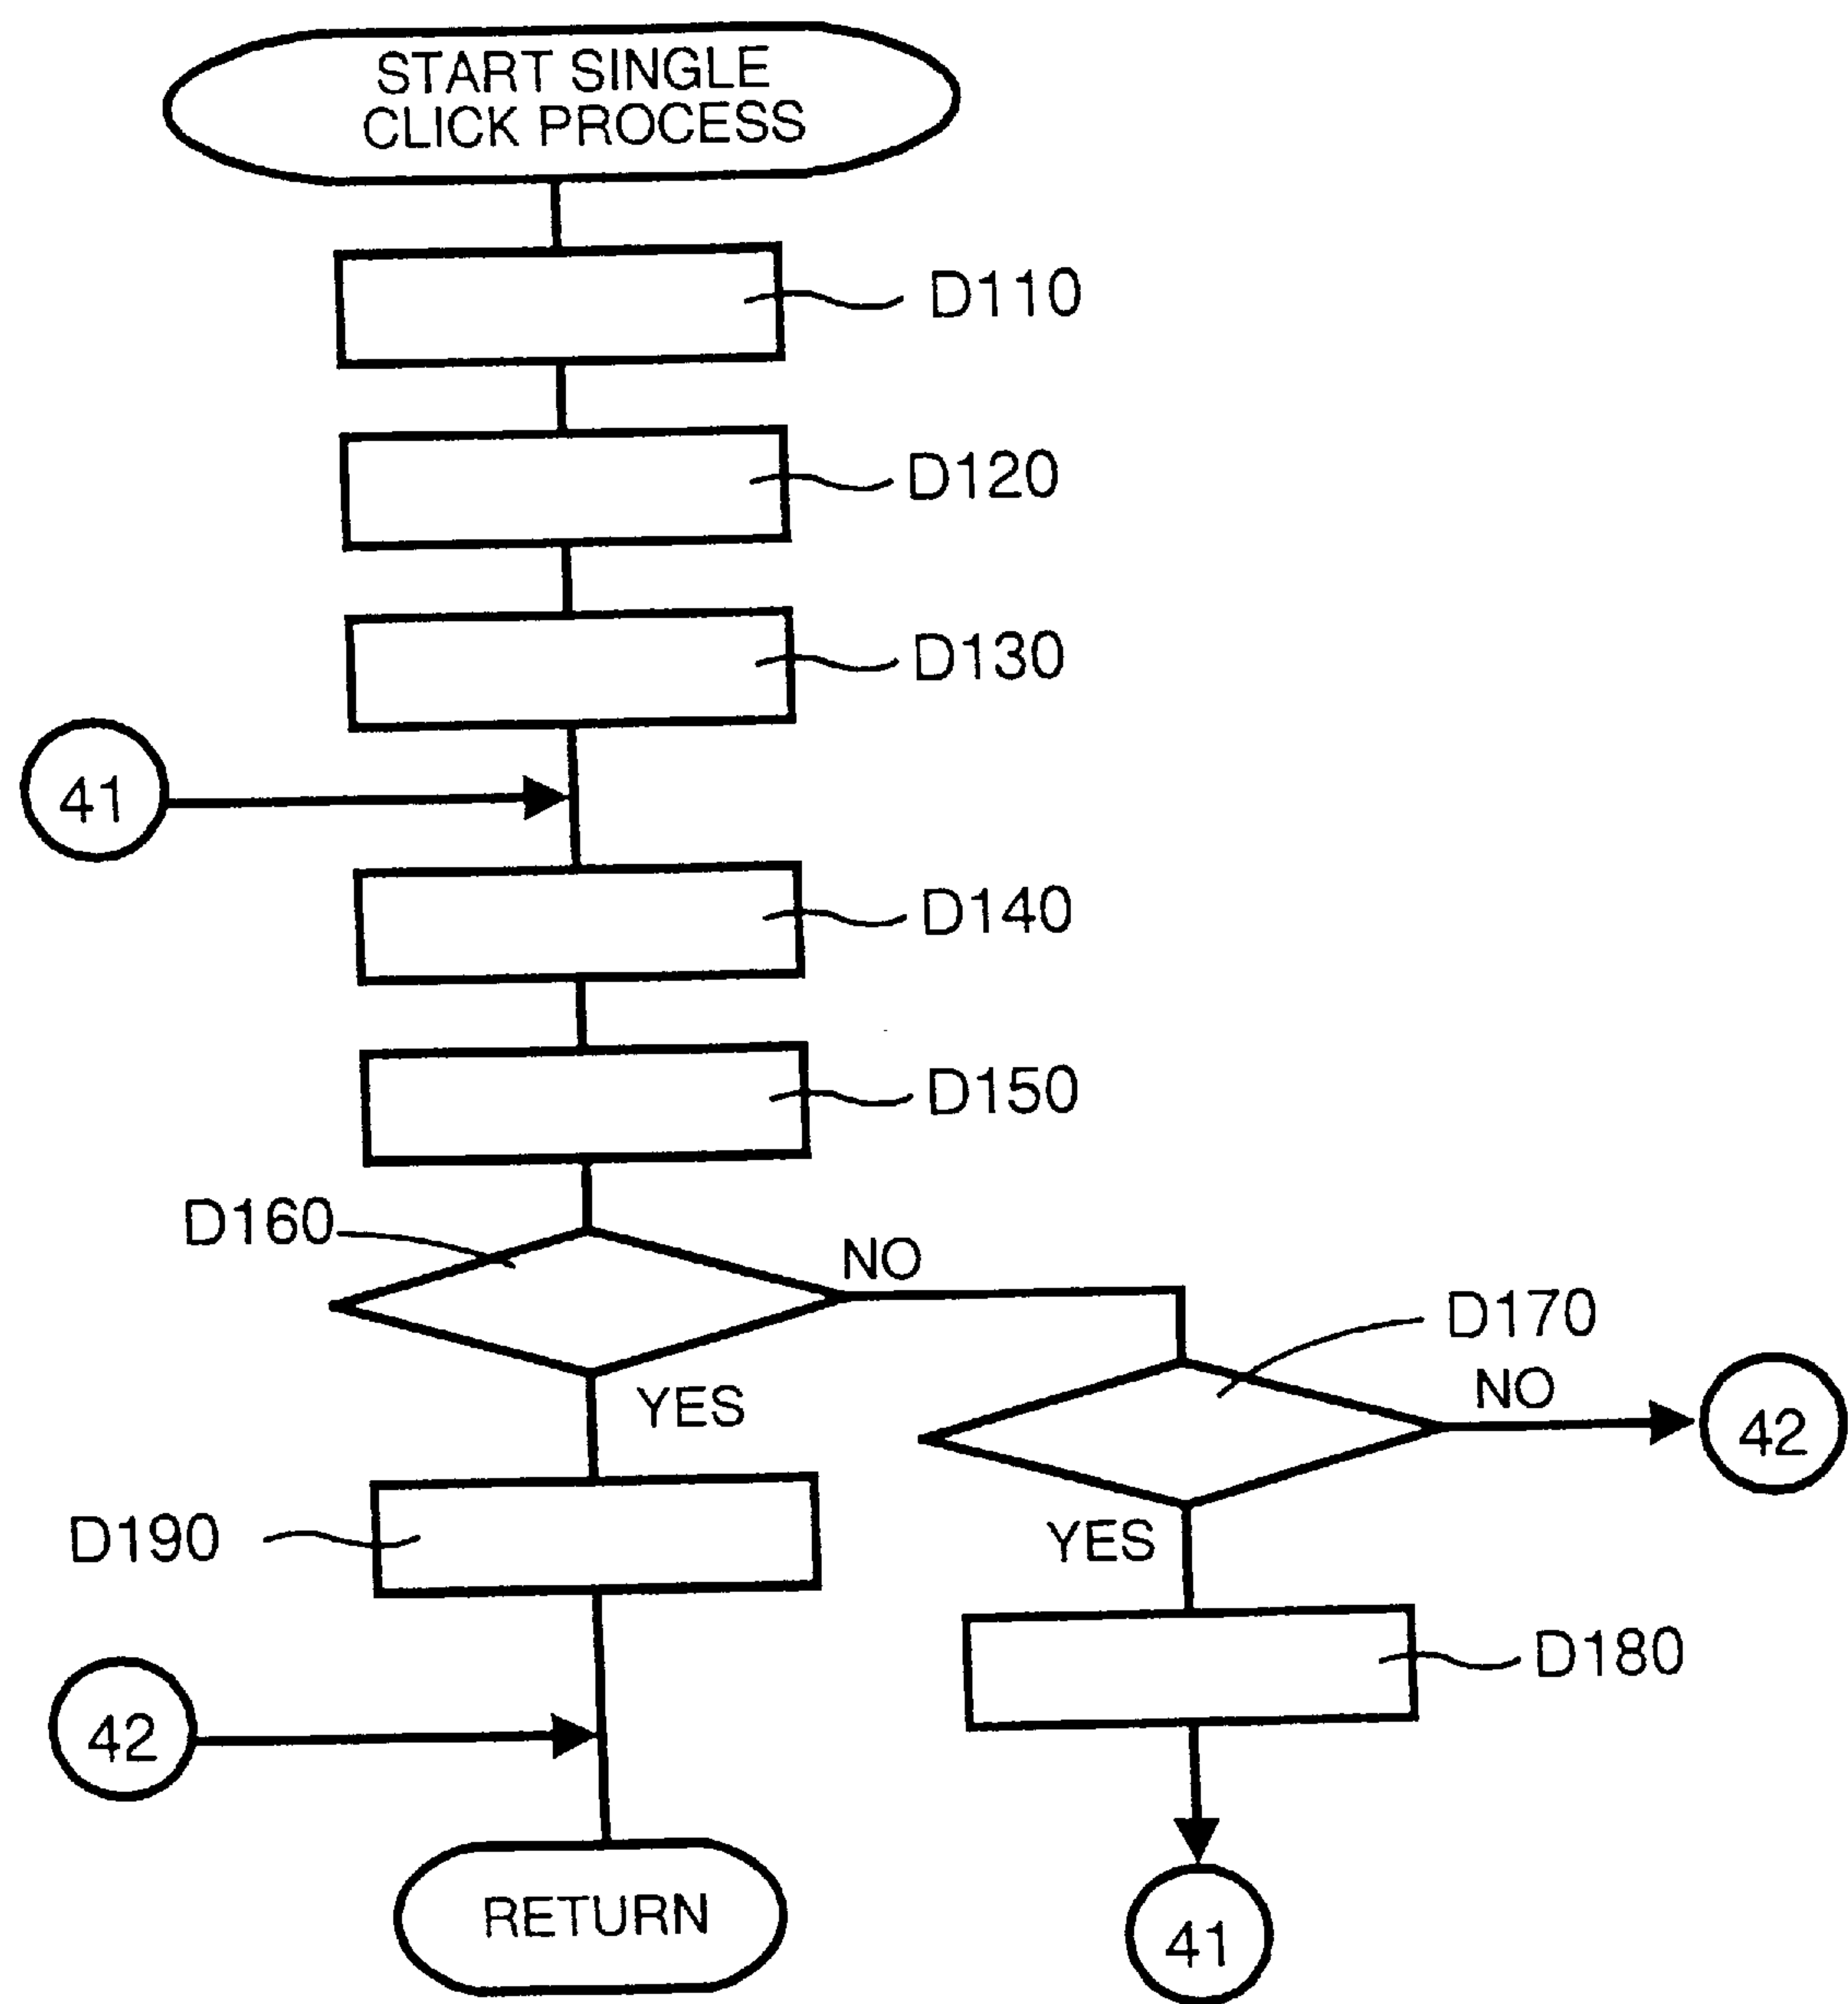 START SINGLE
CLICK PROCESS
D110
D120
D130
41
D140
D150
D160
NO
D170
NO
42
YES
D190
YES
D180
42
RETURN
41